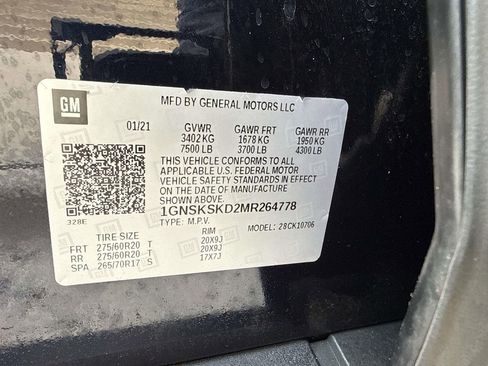 GM
MFD BY GENERAL MOTORS LLC
01/21 GVWR GAWR FRT GAWR RR
3402 KG 1678 KG 1950 KG
7500 LB 3700 LB 4300 LB
THIS VEHICLE CONFORMS TO ALL
APPLICABLE U.S. FEDERAL MOTOR
VEHICLE SAFETY STANDARDS IN EFFECT
ON THE DATE OF MANUFACTURE
SHOWN ABOVE.
328E 1GNSKSKD2MR264778
TYPE: M.P.V. MODEL: 2SCK10706
TIRE SIZE RIM
FRT 275/60R20 T 20X9J
RR 275/60R20 T 20X9J
SPA 265/70R17 S 17X7J